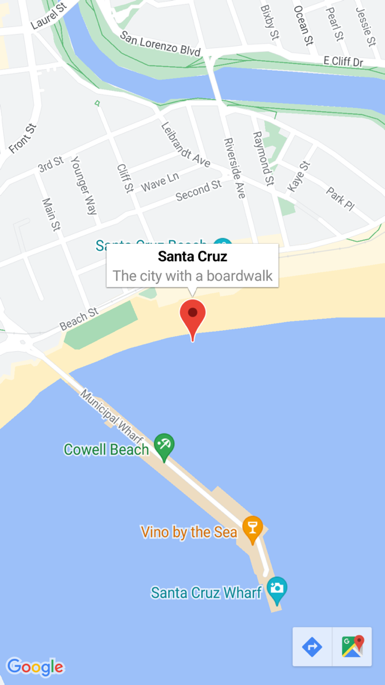 Laurel St
Bixby St
Ocean St
Pearl St
Jessie St
San Lorenzo Blvd
E Cliff Dr
Front St
Leibrandt Ave
Riverside Ave
Raymond St
3rd St
Younger Way
Cliff St
Wave Ln
Second St
Kaye St
Park Pl
Main St
Santa Cruz Beach
Santa Cruz
The city with a boardwalk
Beach St
Municipal Wharf
Cowell Beach
Vino by the Sea
Santa Cruz Wharf
Google